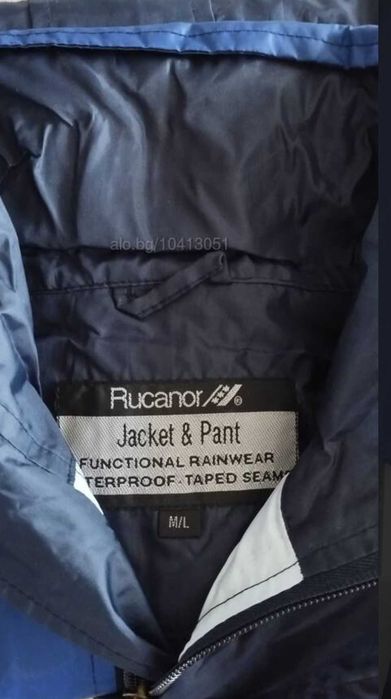 alo.bg/10413051
Rucanor ®
Jacket & Pant
FUNCTIONAL RAINWEAR
TERPROOF-TAPED SEAMS
M/L